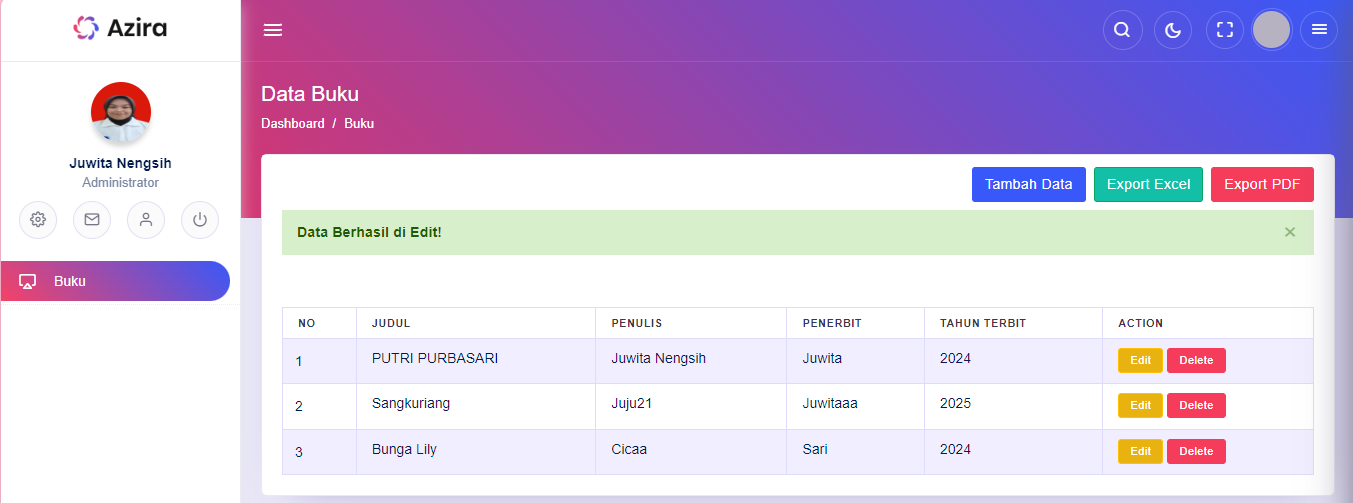 Azira
Juwita Nengsih
Administrator
Buku
Data Buku
Dashboard / Buku
Tambah Data Export Excel Export PDF
Data Berhasil di Edit! ×
NO JUDUL PENULIS PENERBIT TAHUN TERBIT ACTION
1 PUTRI PURBASARI Juwita Nengsih Juwita 2024 Edit Delete
2 Sangkuriang Juju21 Juwitaaa 2025 Edit Delete
3 Bunga Lily Cicaa Sari 2024 Edit Delete